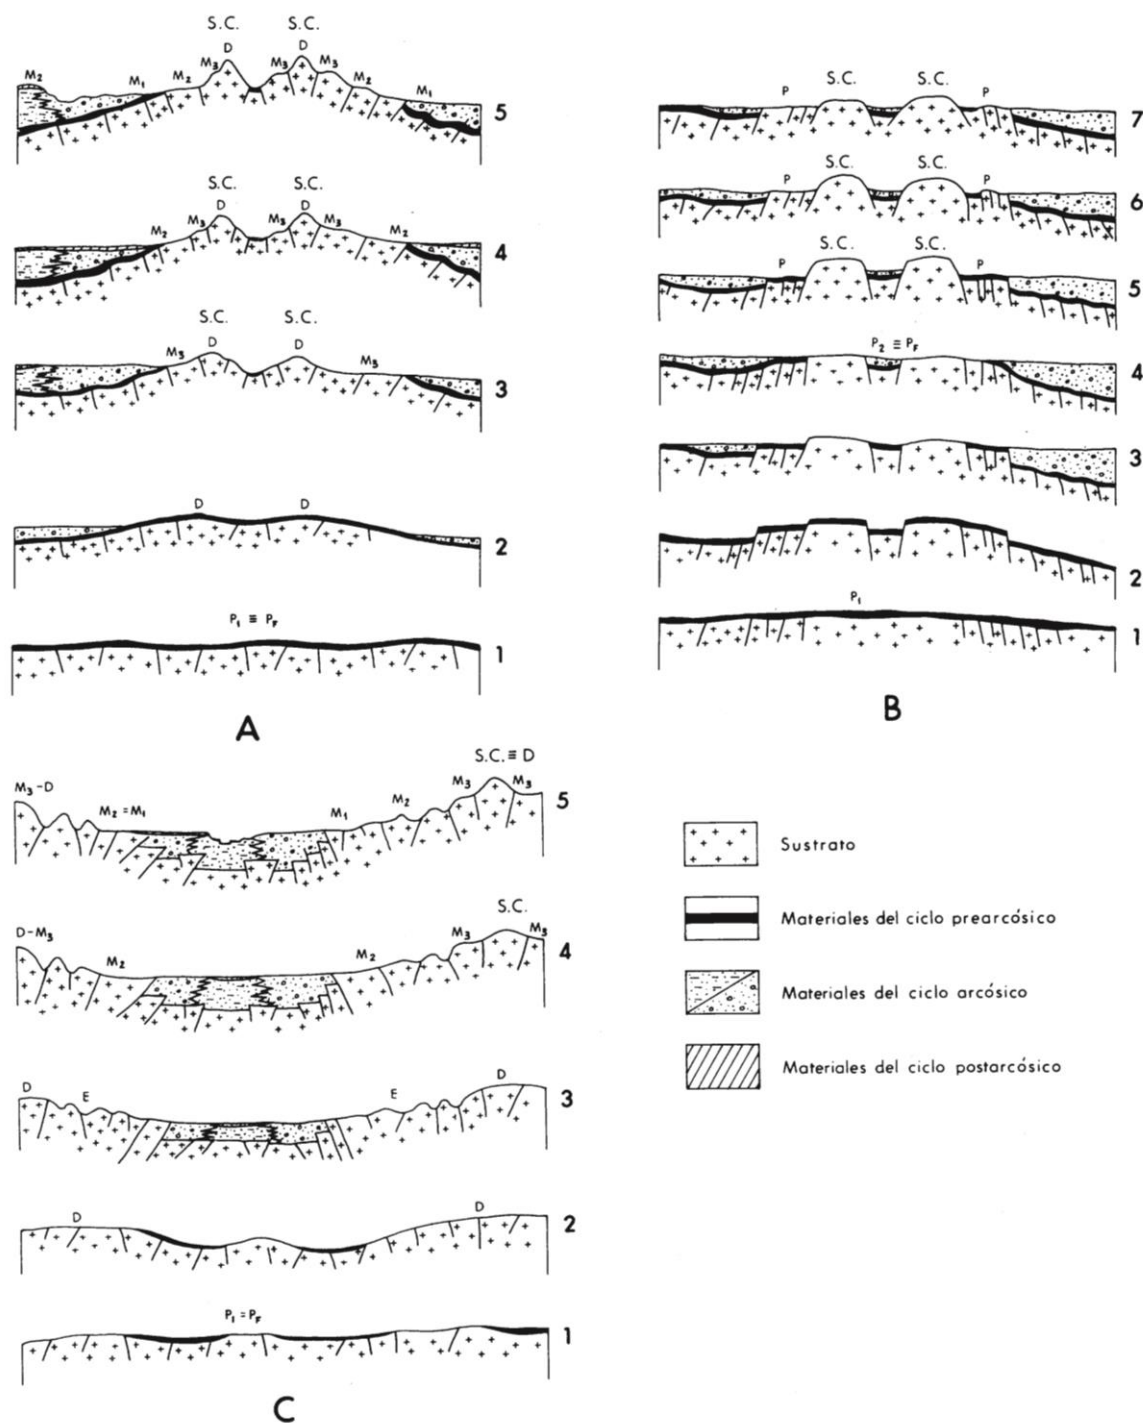 S.C. S.C.
D D
M₂ M₁ M₂ M₃ M₃ M₃ M₂ M₁
5
S.C. S.C.
D D
M₂ M₃ M₃ M₃ M₂
4
S.C. S.C.
D D
M₃ M₃
3
D D
2
P₁ ≡ P_F
1
A
S.C. S.C.
P P
7
S.C. S.C.
P P
6
S.C. S.C.
P P
5
P₂ ≡ P_F
4
3
2
P₁
1
B
S.C. ≡ D
M₃-D M₂=M₁ M₁ M₂ M₃ M₃
5
S.C.
D-M₃ M₂ M₂ M₃ M₃
4
D E E D
3
D D
2
P₁ = P_F
1
C
Sustrato
Materiales del ciclo prearcósico
Materiales del ciclo arcósico
Materiales del ciclo postarcósico